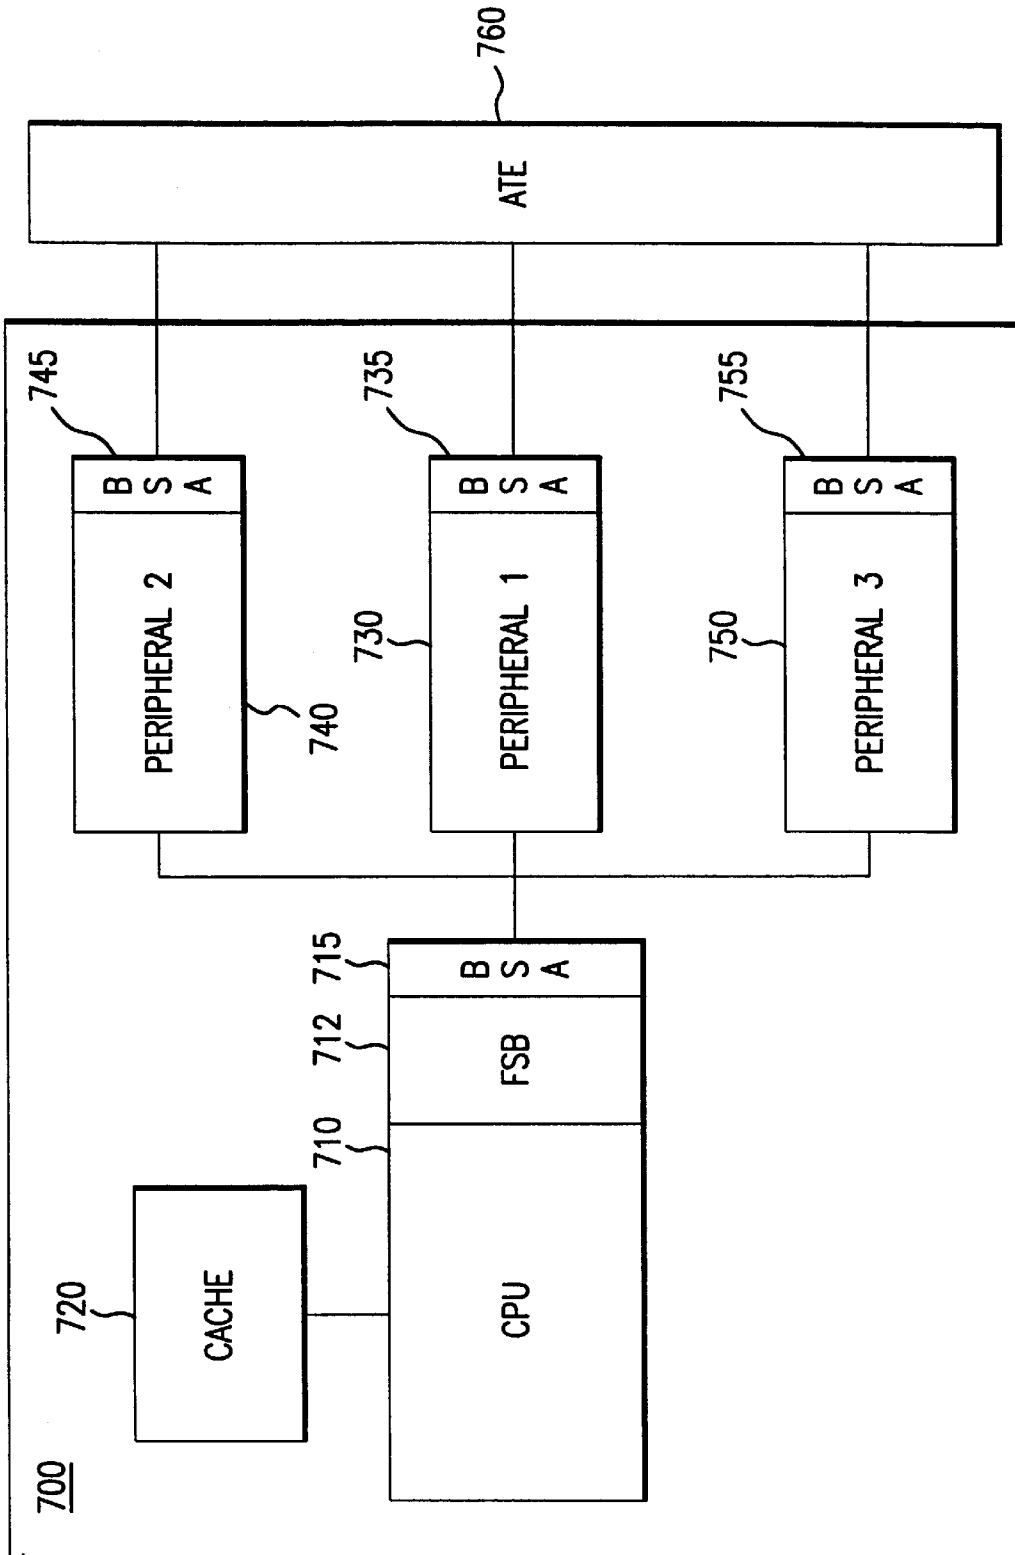 700
720
CACHE
710
712
715
CPU
FSB
B S A
740
745
PERIPHERAL 2
B S A
730
735
PERIPHERAL 1
B S A
750
755
PERIPHERAL 3
B S A
ATE
760